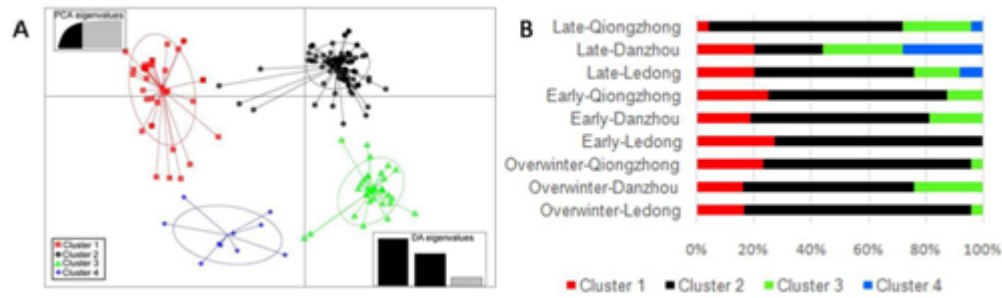 A
PCA eigenvalues
Cluster 1
Cluster 2
Cluster 3
Cluster 4
DA eigenvalues
B
Late-Qiongzhong
Late-Danzhou
Late-Ledong
Early-Qiongzhong
Early-Danzhou
Early-Ledong
Overwinter-Qiongzhong
Overwinter-Danzhou
Overwinter-Ledong
0% 20% 40% 60% 80% 100%
Cluster 1 Cluster 2 Cluster 3 Cluster 4